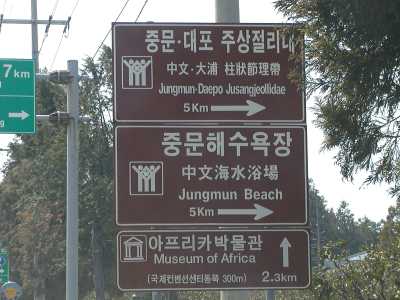 7km
중문·대포 주상절리대
中文·大浦 柱狀節理帶
Jungmun-Daepo Jusangjeollidae
5Km
중문해수욕장
中文海水浴場
Jungmun Beach
5Km
아프리카박물관
Museum of Africa
(국제컨벤션센터동쪽 300m) 2.3km